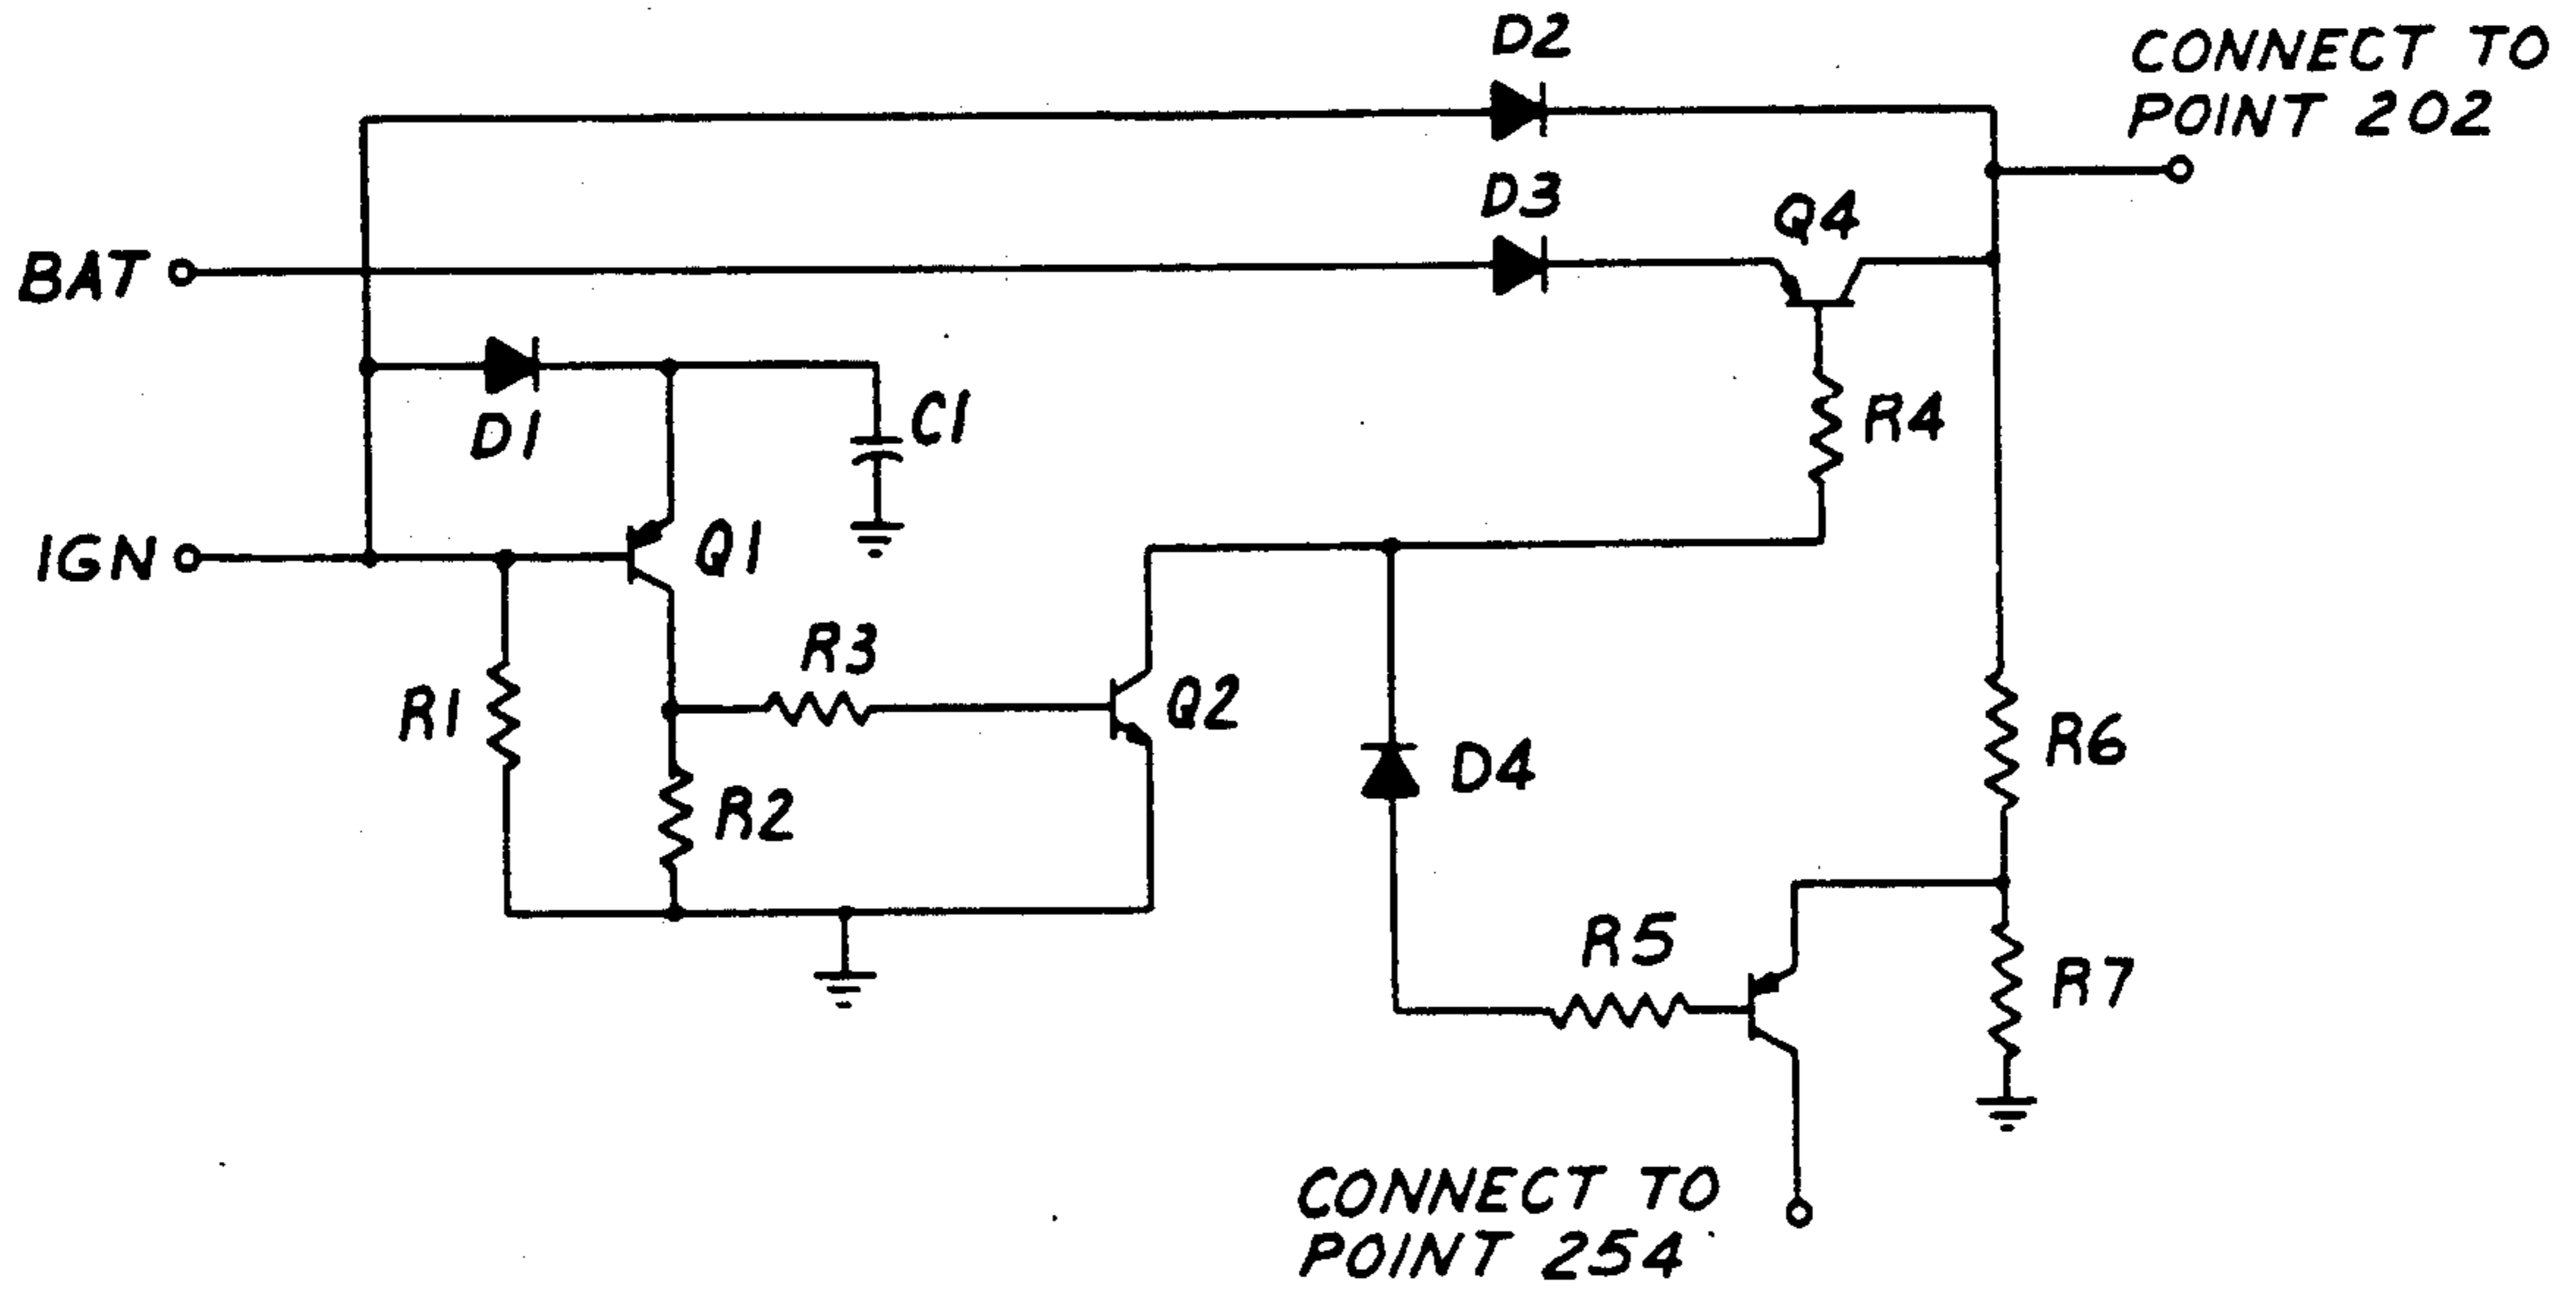 D2
CONNECT TO
POINT 202
D3
Q4
BAT
R4
D1
C1
IGN
Q1
R3
R1
Q2
R6
D4
R2
R5
R7
CONNECT TO
POINT 254